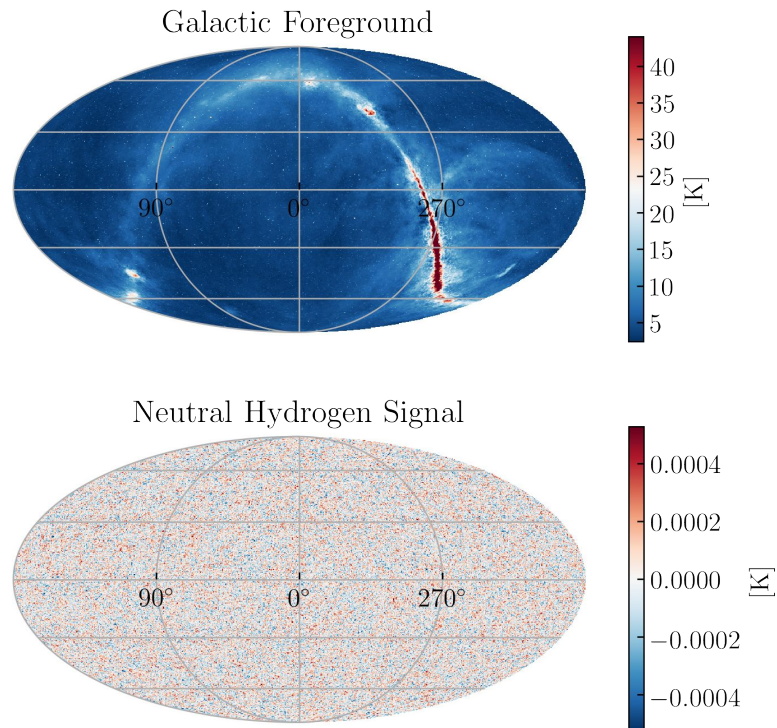 Galactic Foreground
90° 0° 270°
40
35
30
25
20
15
10
5
[K]
Neutral Hydrogen Signal
90° 0° 270°
0.0004
0.0002
0.0000
−0.0002
−0.0004
[K]